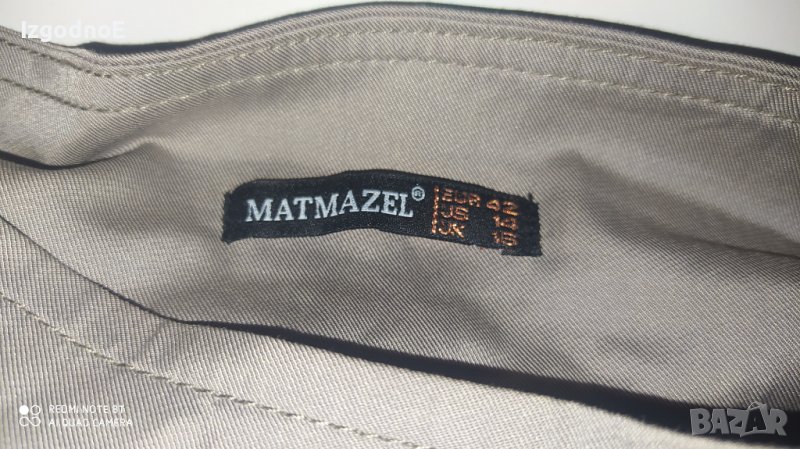 IzgodnoE
MATMAZEL®
EUR 42
US 14
UK 16
REDMI NOTE 8T
AI QUAD CAMERA
BAZAR